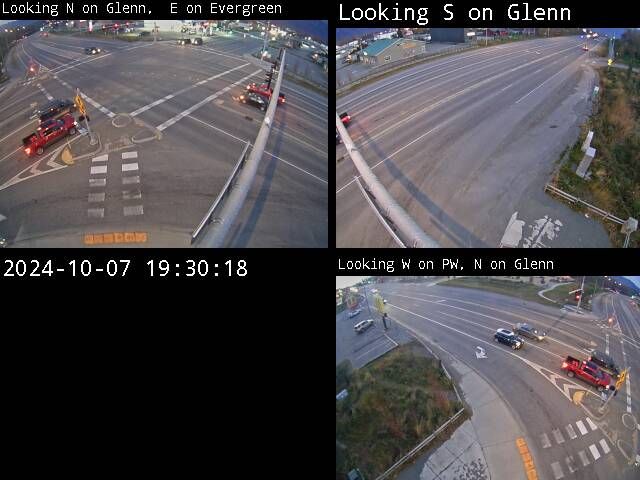 Looking N on Glenn,  E on Evergreen
Looking S on Glenn
2024-10-07 19:30:18
Looking W on PW, N on Glenn